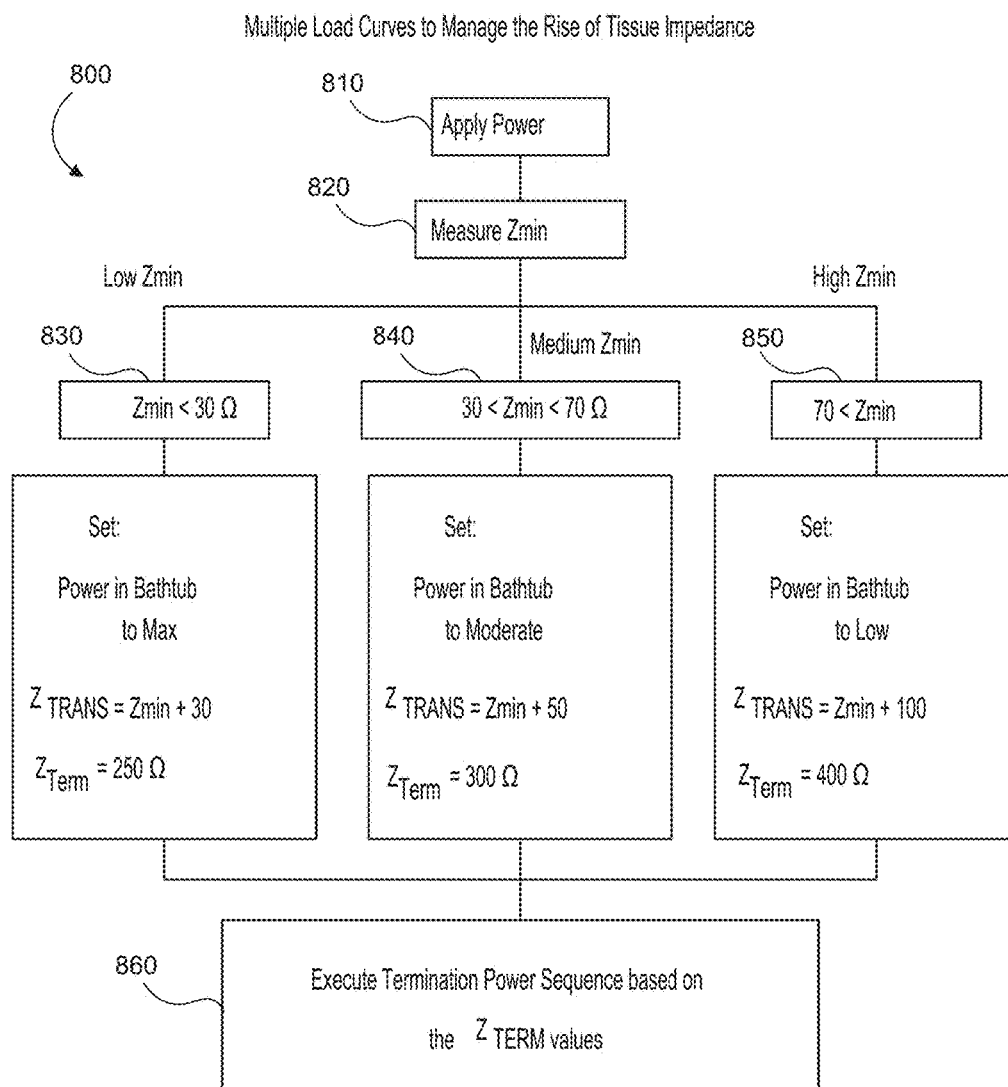 Multiple Load Curves to Manage the Rise of Tissue Impedance
800
810
Apply Power
820
Measure Zmin
Low Zmin
High Zmin
830
840
Medium Zmin
850
Zmin < 30 Ω
30 < Zmin < 70 Ω
70 < Zmin
Set:
Power in Bathtub
to Max
Z TRANS = Zmin + 30
Z Term = 250 Ω
Set:
Power in Bathtub
to Moderate
Z TRANS = Zmin + 50
Z Term = 300 Ω
Set:
Power in Bathtub
to Low
Z TRANS = Zmin + 100
Z Term = 400 Ω
860
Execute Termination Power Sequence based on
the Z TERM values